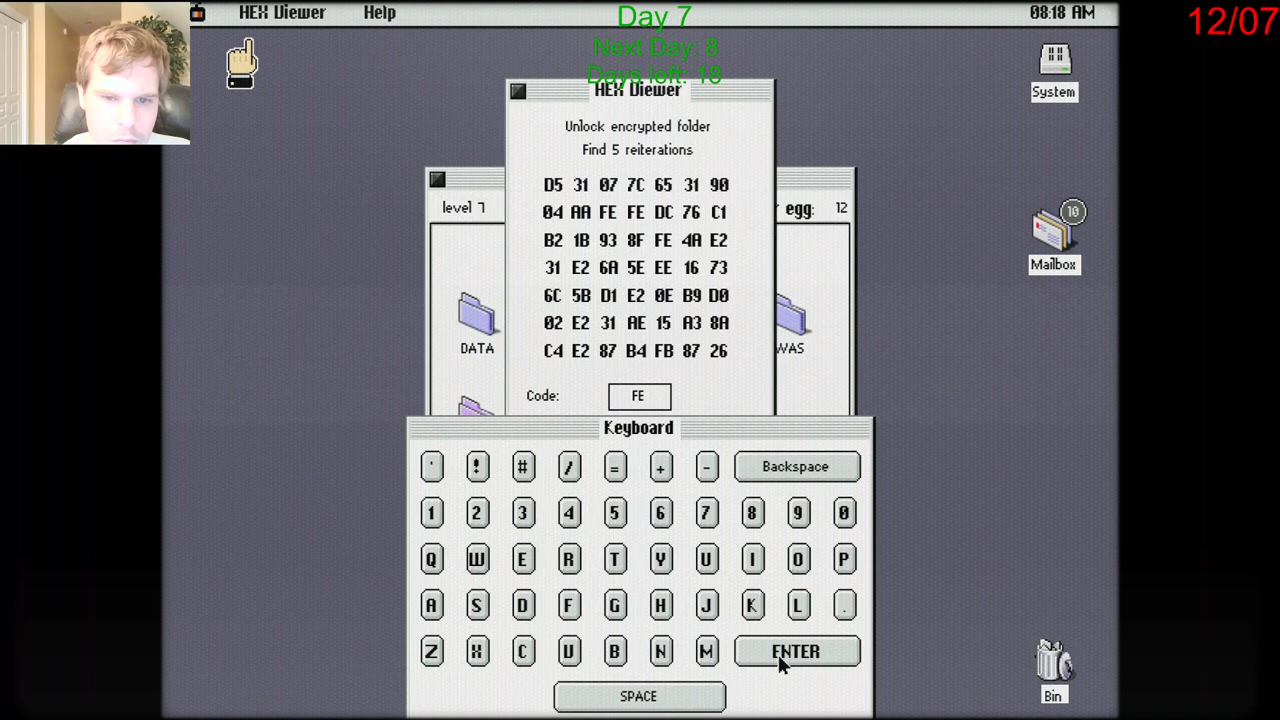 HEX Viewer Help
Day 7
08:18 AM
12/07
Next Day: 8
Days left: 18
System
HEX Viewer
Unlock encrypted folder
Find 5 reiterations
D5 31 07 7C 65 31 90
04 AA FE FE DC 76 C1
B2 1B 93 8F FE 4A E2
31 E2 6A 5E EE 16 73
6C 5B D1 E2 0E B9 D0
02 E2 31 AE 15 A3 8A
C4 E2 87 B4 FB 87 26
level 7
egg: 12
10
Mailbox
DATA
WAS
Code: FE
Keyboard
' ! # / = + - Backspace
1 2 3 4 5 6 7 8 9 0
Q W E R T Y U I O P
A S D F G H J K L .
Z X C V B N M ENTER
SPACE
Bin